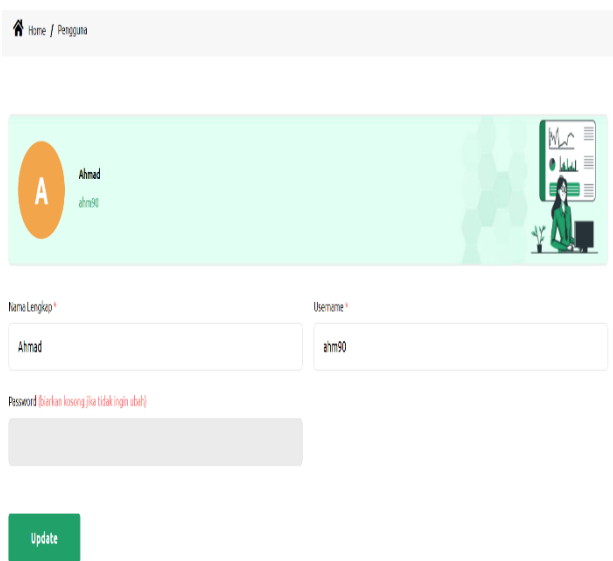 Home / Pengguna
A
Ahmad
ahm90
Nama Lengkap *
Username *
Ahmad
ahm90
Password (biarkan kosong jika tidak ingin ubah)
Update